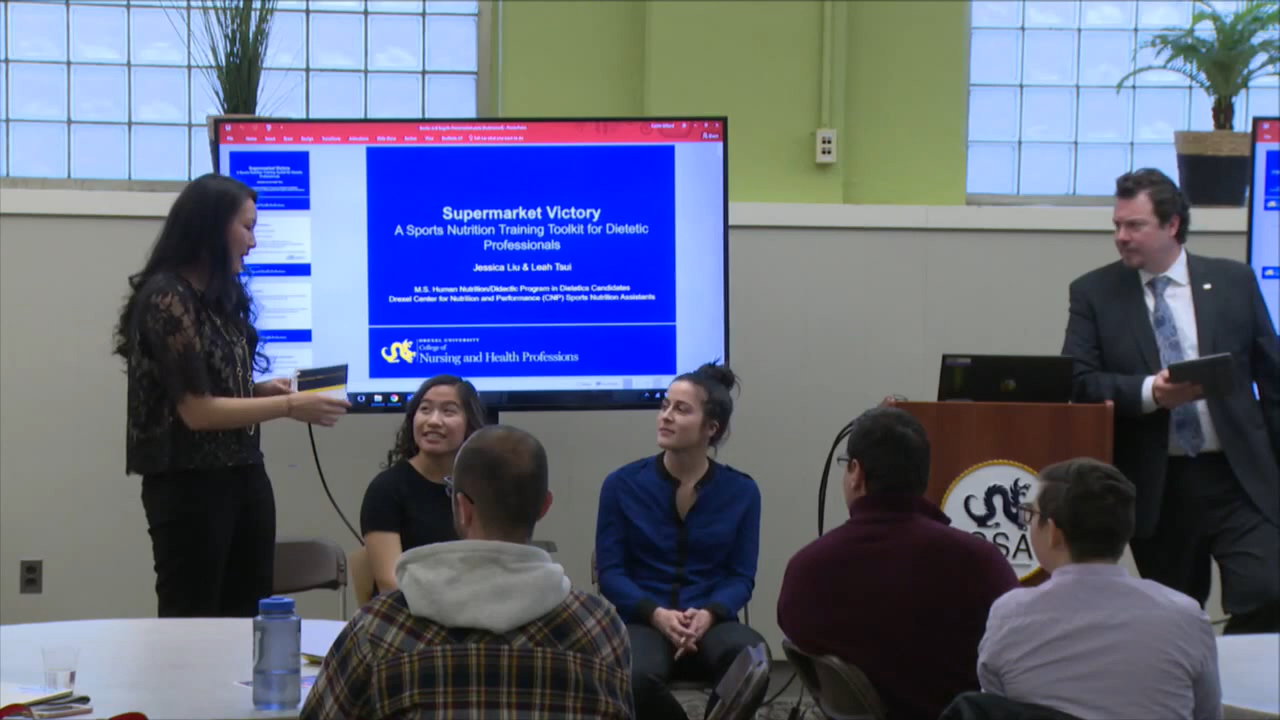 Supermarket Victory
A Sports Nutrition Training Toolkit for Dietetic
Professionals
Jessica Liu & Leah Tsui
M.S. Human Nutrition/Didactic Program in Dietetics Candidates
Drexel Center for Nutrition and Performance (CNP) Sports Nutrition Assistants
DREXEL UNIVERSITY
College of
Nursing and Health Professions
GSA